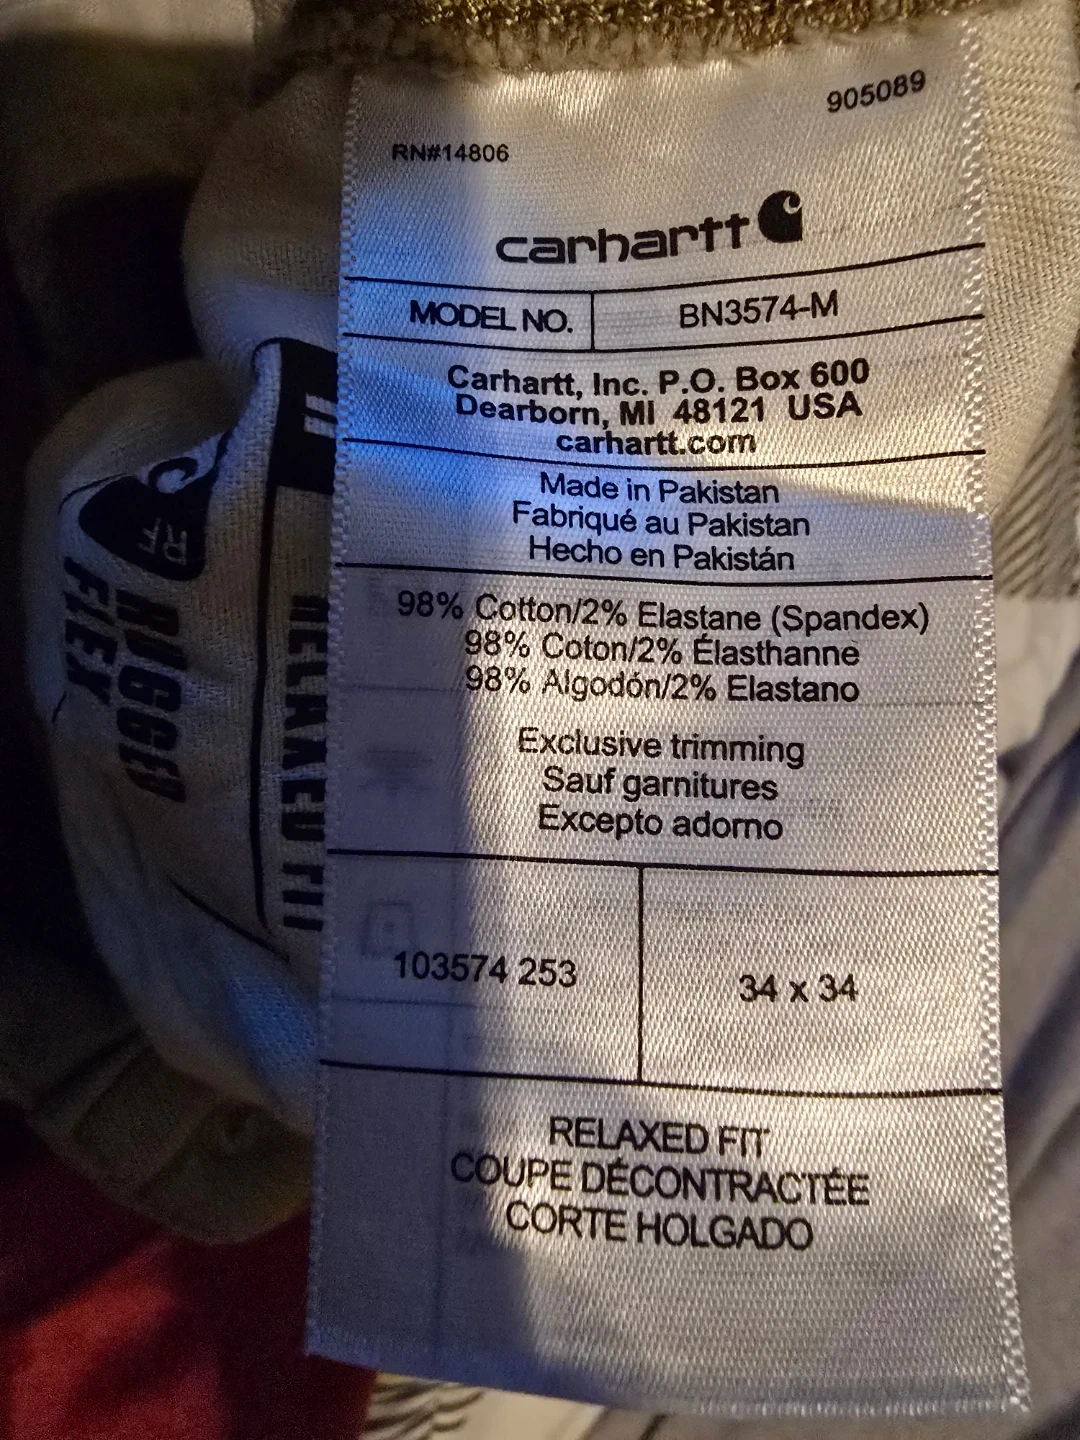 905089
RN#14806
carhartt
MODEL NO. BN3574-M
Carhartt, Inc. P.O. Box 600
Dearborn, MI 48121 USA
carhartt.com
Made in Pakistan
Fabriqué au Pakistan
Hecho en Pakistán
98% Cotton/2% Elastane (Spandex)
98% Coton/2% Élasthanne
98% Algodón/2% Elastano
Exclusive trimming
Sauf garnitures
Excepto adorno
103574 253 34 x 34
RELAXED FIT
COUPE DÉCONTRACTÉE
CORTE HOLGADO
RF
RUGGED
FLEX
RELAXED FIT